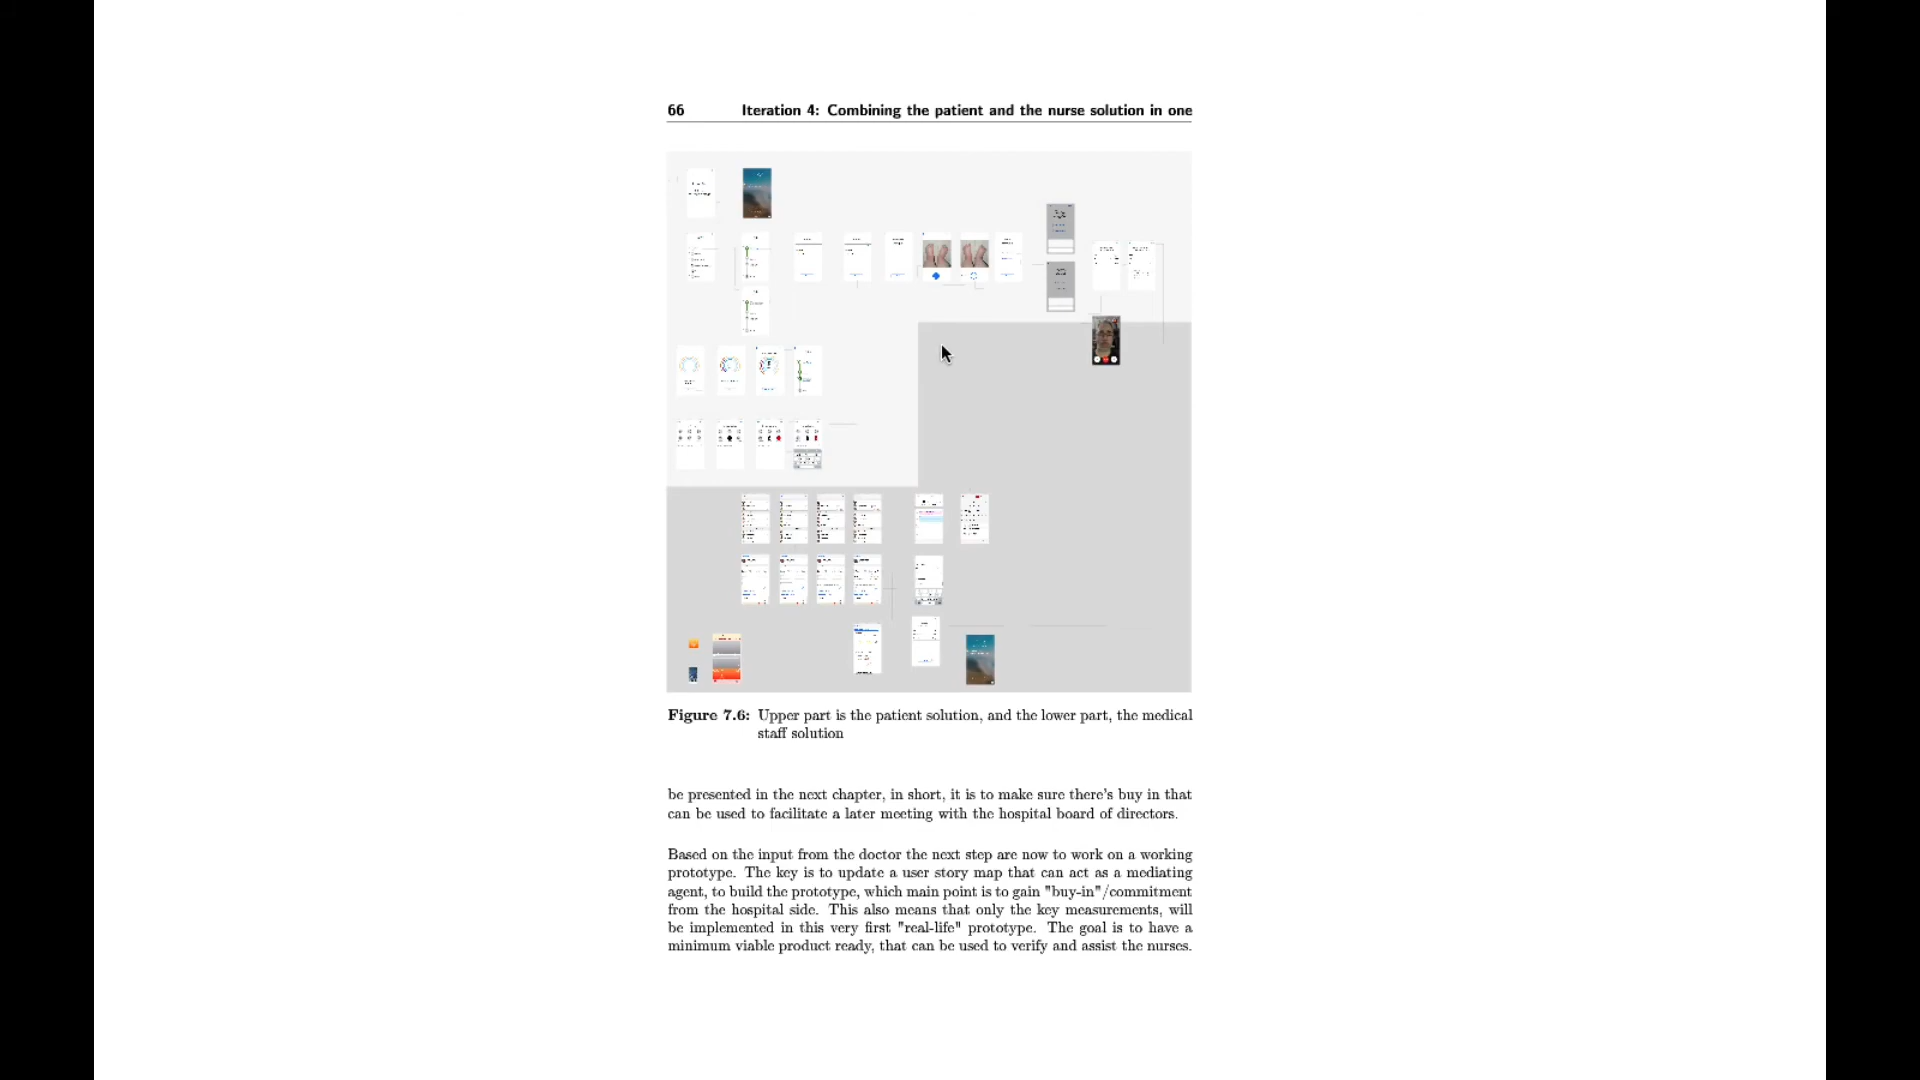 66 Iteration 4: Combining the patient and the nurse solution in one
Figure 7.6: Upper part is the patient solution, and the lower part, the medical
staff solution
be presented in the next chapter, in short, it is to make sure there's buy in that
can be used to facilitate a later meeting with the hospital board of directors.
Based on the input from the doctor the next step are now to work on a working
prototype. The key is to update a user story map that can act as a mediating
agent, to build the prototype, which main point is to gain "buy-in"/commitment
from the hospital side. This also means that only the key measurements, will
be implemented in this very first "real-life" prototype. The goal is to have a
minimum viable product ready, that can be used to verify and assist the nurses.